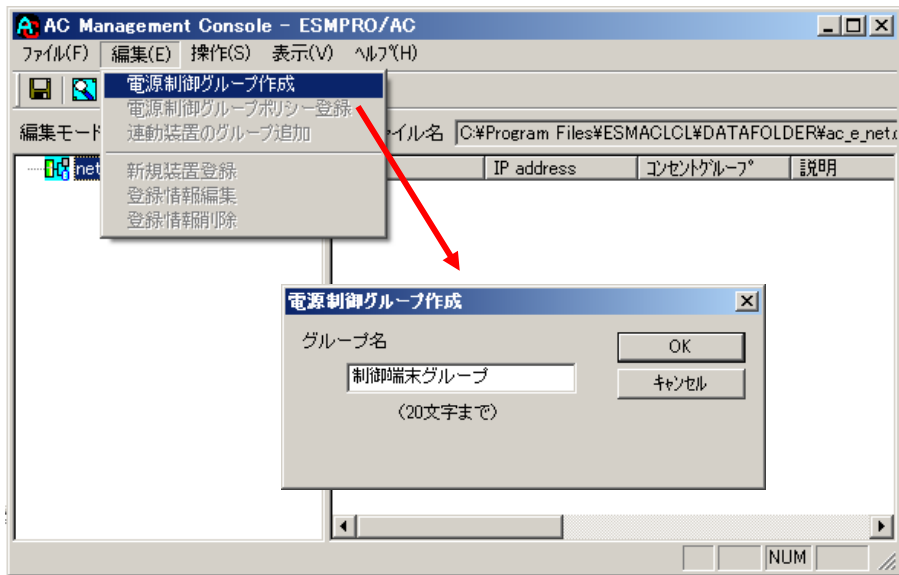 AC Management Console - ESMPRO/AC
ﾌｧｲﾙ(F) 編集(E) 操作(S) 表示(V) ﾍﾙﾌﾟ(H)
電源制御グループ作成
電源制御グループポリシー登録
連動装置のグループ追加
新規装置登録
登録情報編集
登録情報削除
編集モード
イル名 C:¥Program Files¥ESMACLCL¥DATAFOLDER¥ac_e_net.
net IP address ｺﾝｾﾝﾄｸﾞﾙｰﾌﾟ 説明
電源制御グループ作成
グループ名
制御端末グループ
(20文字まで)
OK
ｷｬﾝｾﾙ
NUM